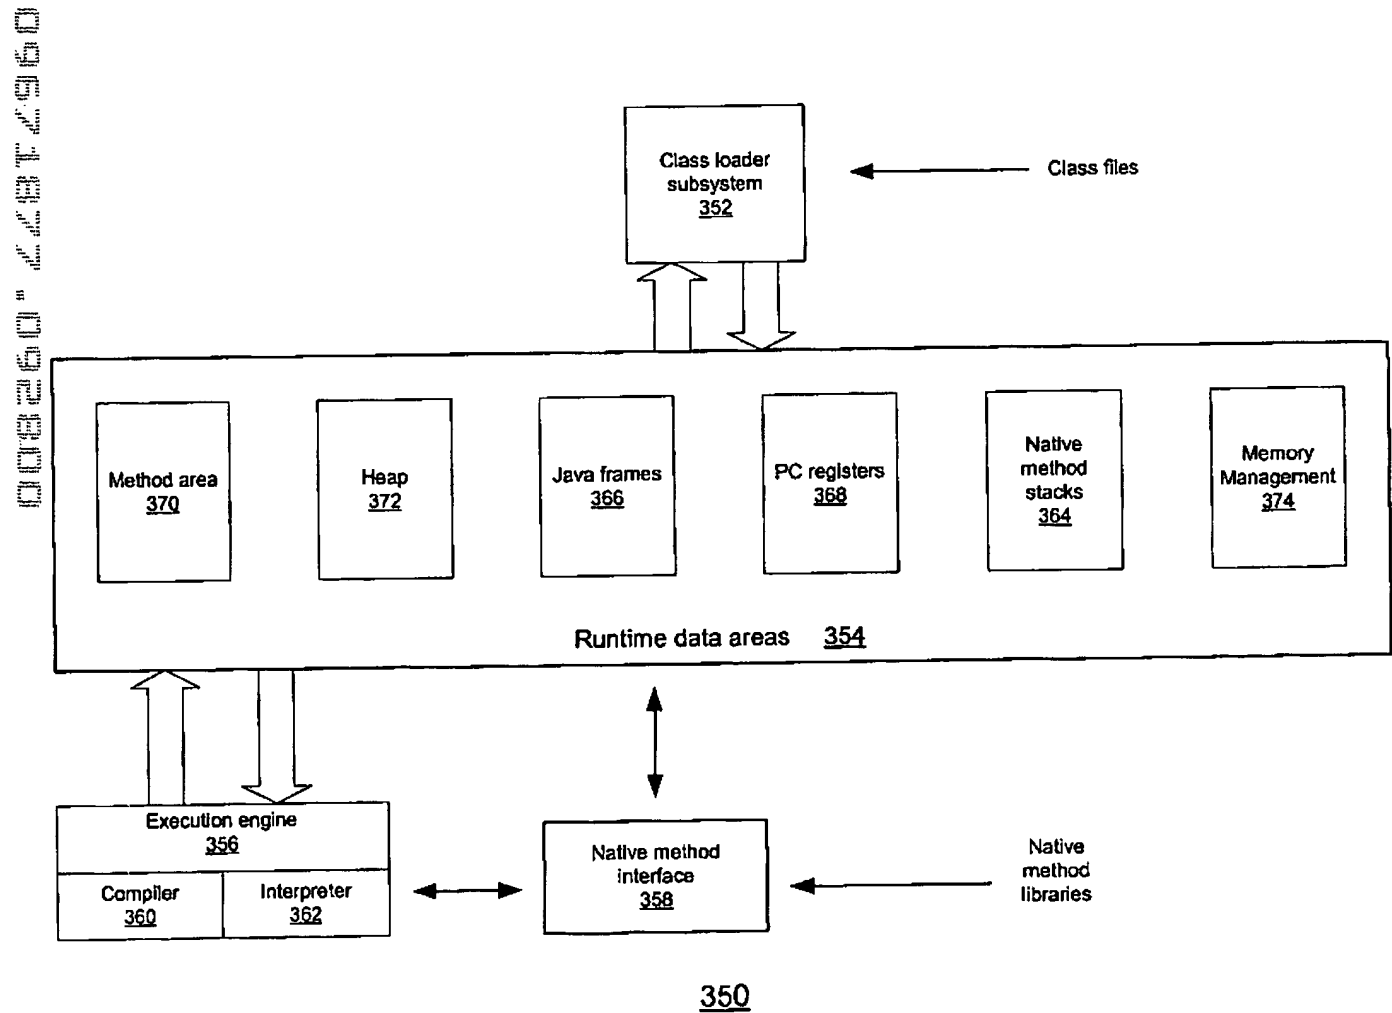 09671877.092800
Class loader
subsystem
352
Class files
Method area
370
Heap
372
Java frames
366
PC registers
368
Native
method
stacks
364
Memory
Management
374
Runtime data areas 354
Execution engine
356
Compiler
360
Interpreter
362
Native method
interface
358
Native
method
libraries
350